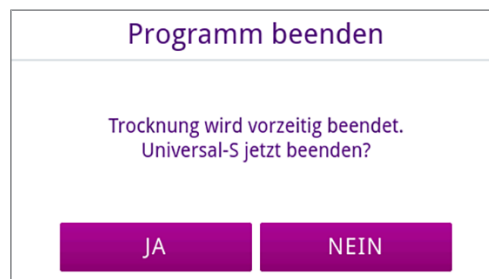 Programm beenden
Trocknung wird vorzeitig beendet.
Universal-S jetzt beenden?
JA
NEIN